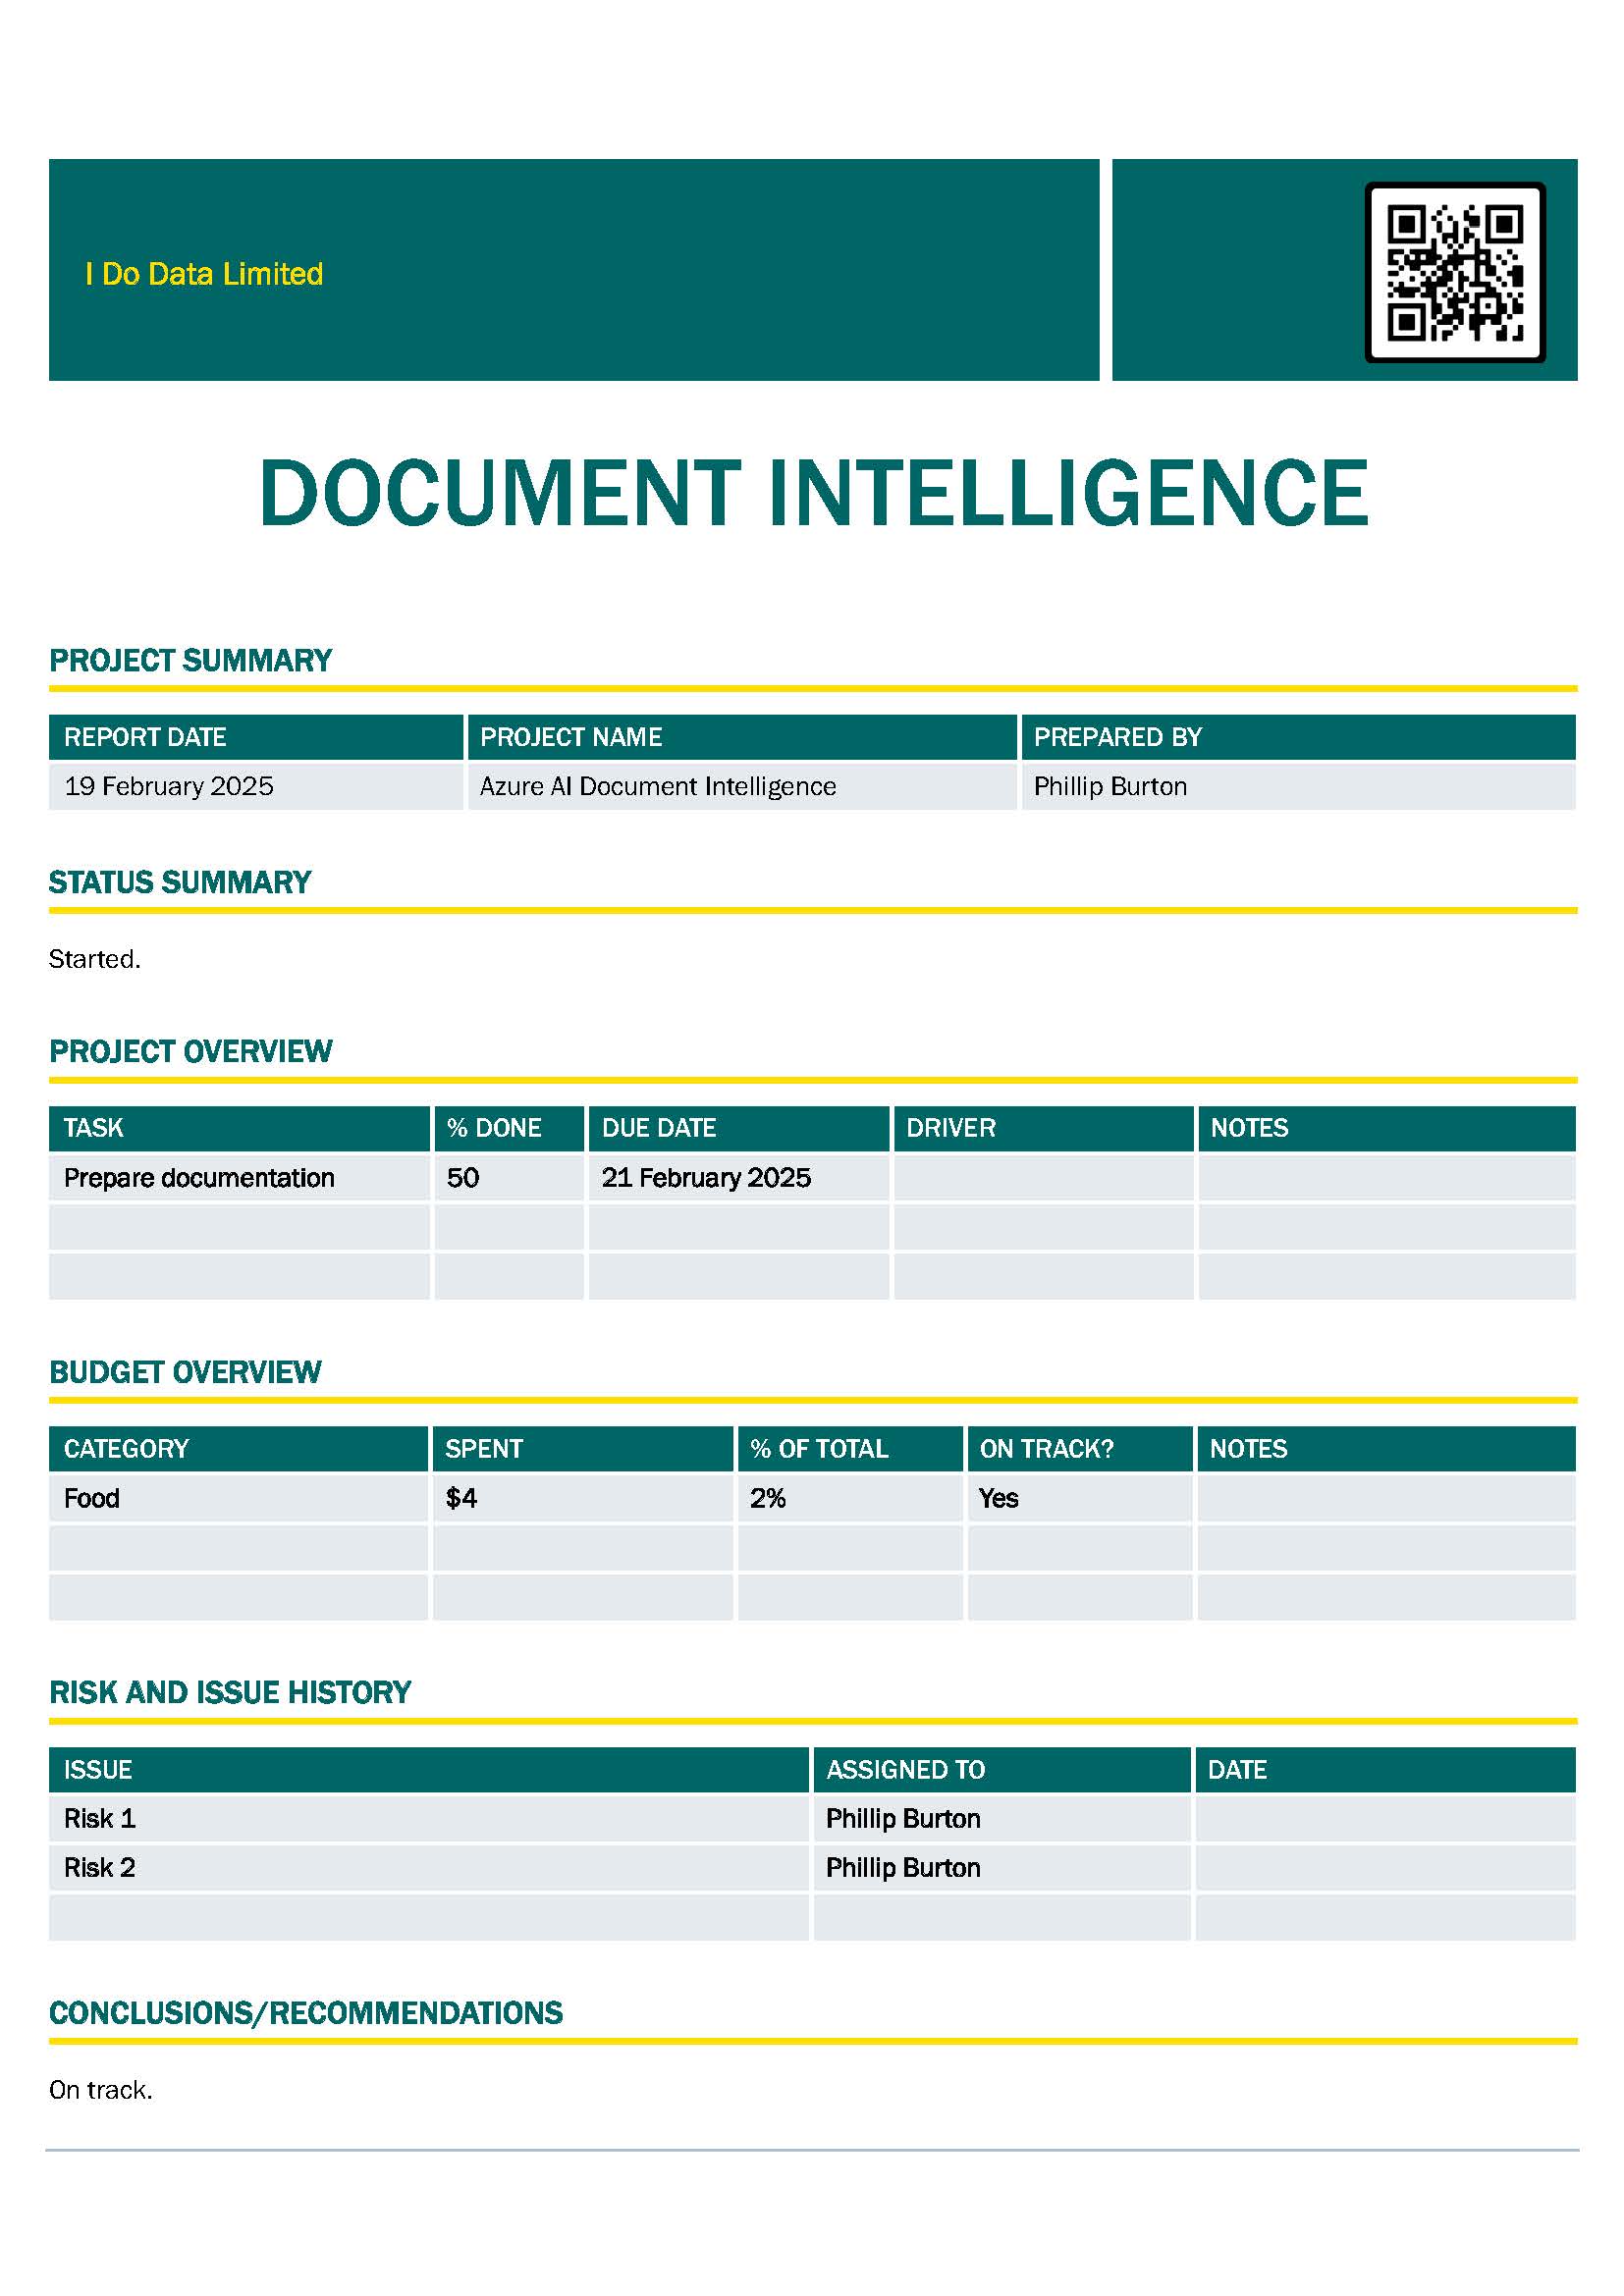 I Do Data Limited
DOCUMENT INTELLIGENCE
PROJECT SUMMARY
REPORT DATE PROJECT NAME PREPARED BY
19 February 2025 Azure AI Document Intelligence Phillip Burton
STATUS SUMMARY
Started.
PROJECT OVERVIEW
TASK % DONE DUE DATE DRIVER NOTES
Prepare documentation 50 21 February 2025
BUDGET OVERVIEW
CATEGORY SPENT % OF TOTAL ON TRACK? NOTES
Food $4 2% Yes
RISK AND ISSUE HISTORY
ISSUE ASSIGNED TO DATE
Risk 1 Phillip Burton
Risk 2 Phillip Burton
CONCLUSIONS/RECOMMENDATIONS
On track.